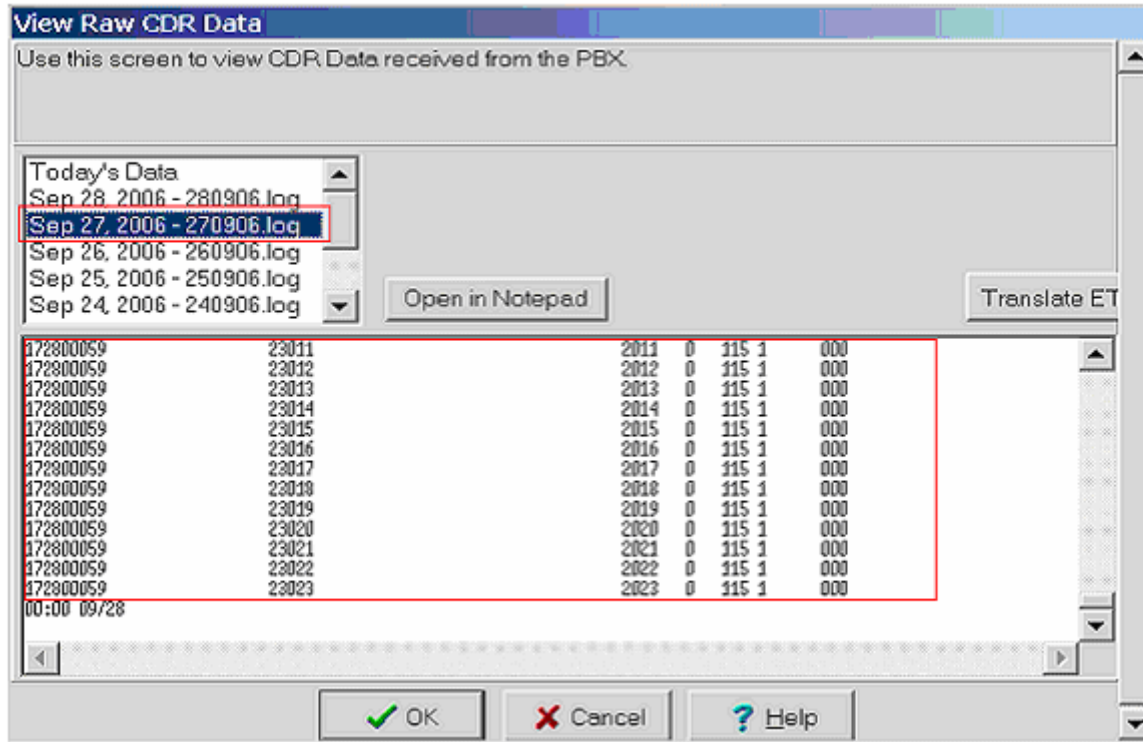 View Raw CDR Data
Use this screen to view CDR Data received from the PBX.
Today's Data
Sep 28, 2006 - 280906.log
Sep 27, 2006 - 270906.log
Sep 26, 2006 - 260906.log
Sep 25, 2006 - 250906.log
Sep 24, 2006 - 240906.log
Open in Notepad
Translate ET
172800059 23011 2011 0 115 1 000
172800059 23012 2012 0 115 1 000
172800059 23013 2013 0 115 1 000
172800059 23014 2014 0 115 1 000
172800059 23015 2015 0 115 1 000
172800059 23016 2016 0 115 1 000
172800059 23017 2017 0 115 1 000
172800059 23018 2018 0 115 1 000
172800059 23019 2019 0 115 1 000
172800059 23020 2020 0 115 1 000
172800059 23021 2021 0 115 1 000
172800059 23022 2022 0 115 1 000
172800059 23023 2023 0 115 1 000
00:00 09/28
OK Cancel Help